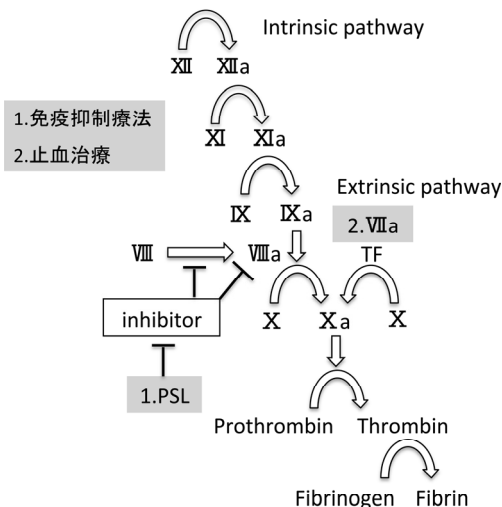 Intrinsic pathway
Ⅻ Ⅻa
1.免疫抑制療法
2.止血治療
Ⅺ Ⅺa
Ⅸ Ⅸa
Extrinsic pathway
2.Ⅶa
TF
Ⅷ Ⅷa
Ⅹ Ⅹa Ⅹ
inhibitor
1.PSL
Prothrombin Thrombin
Fibrinogen Fibrin